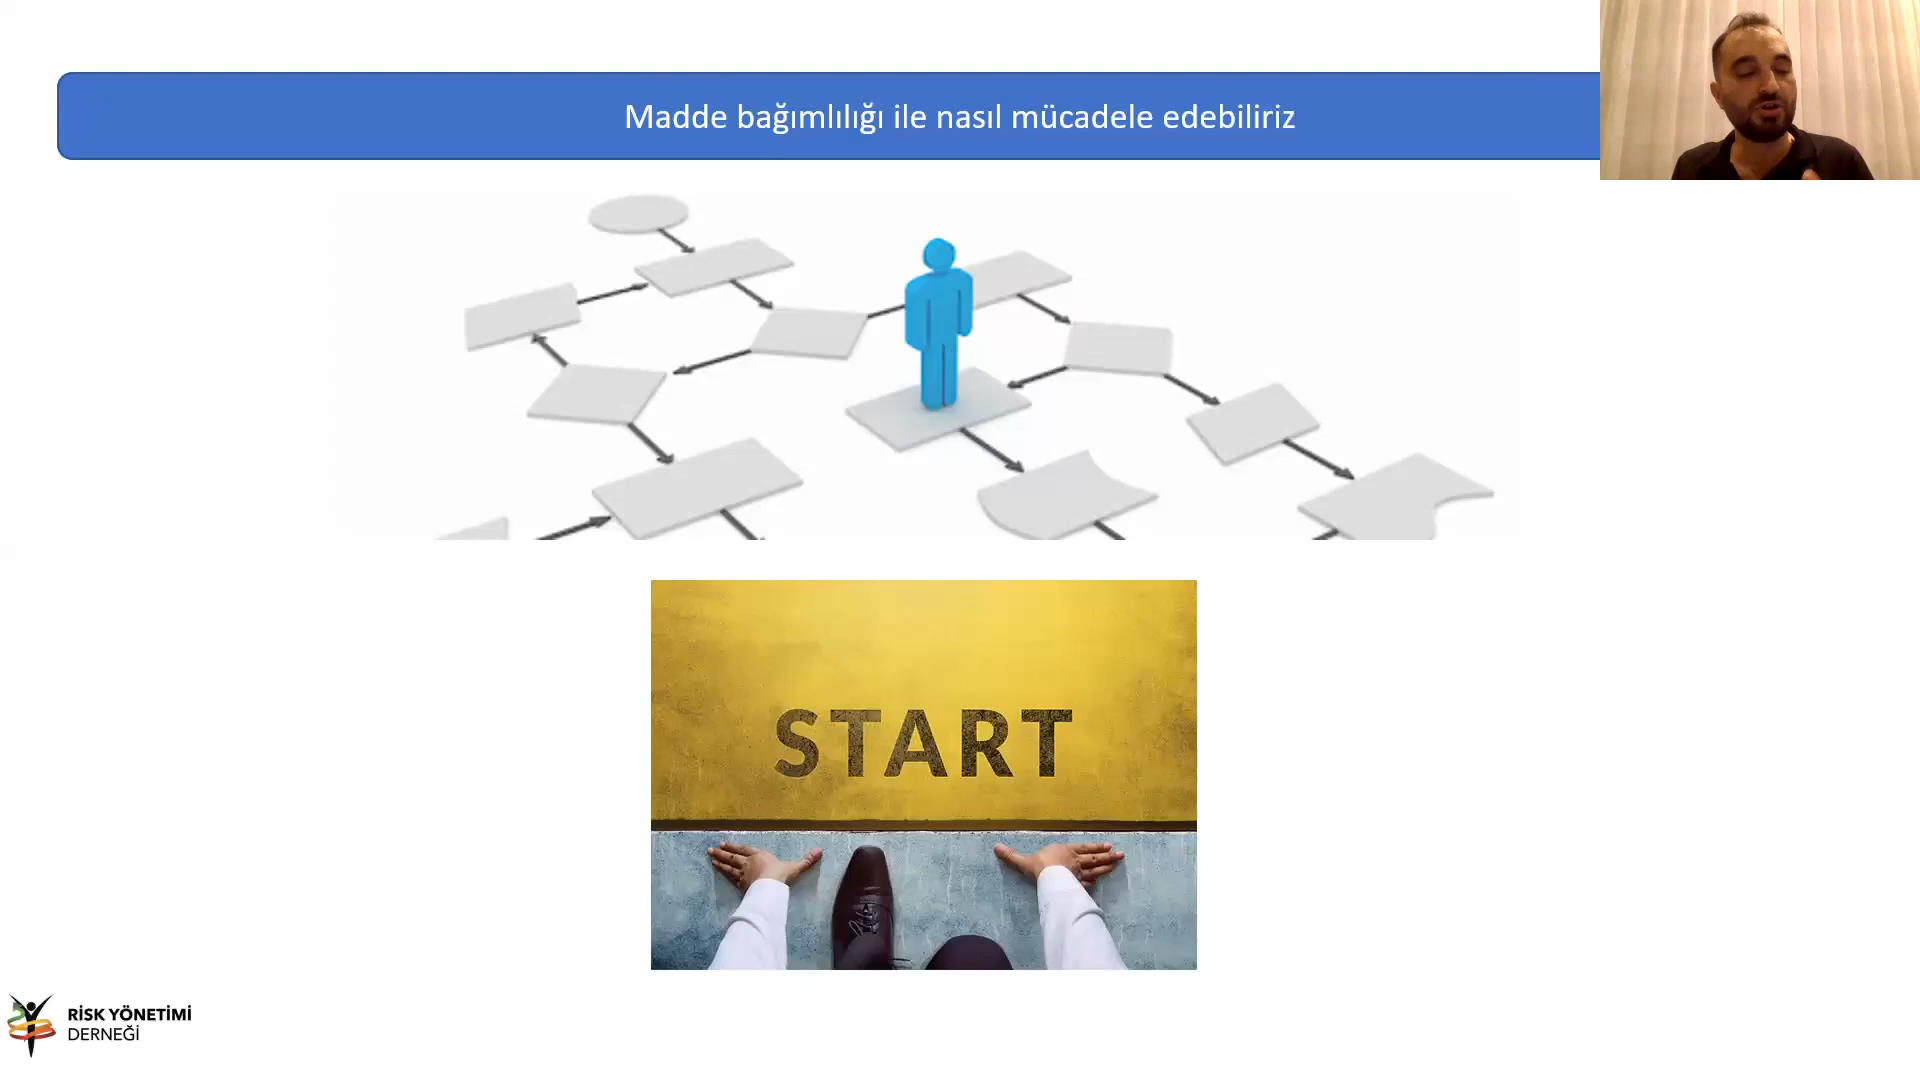 Madde bağımlılığı ile nasıl mücadele edebiliriz
START
RİSK YÖNETİMİ
DERNEĞİ